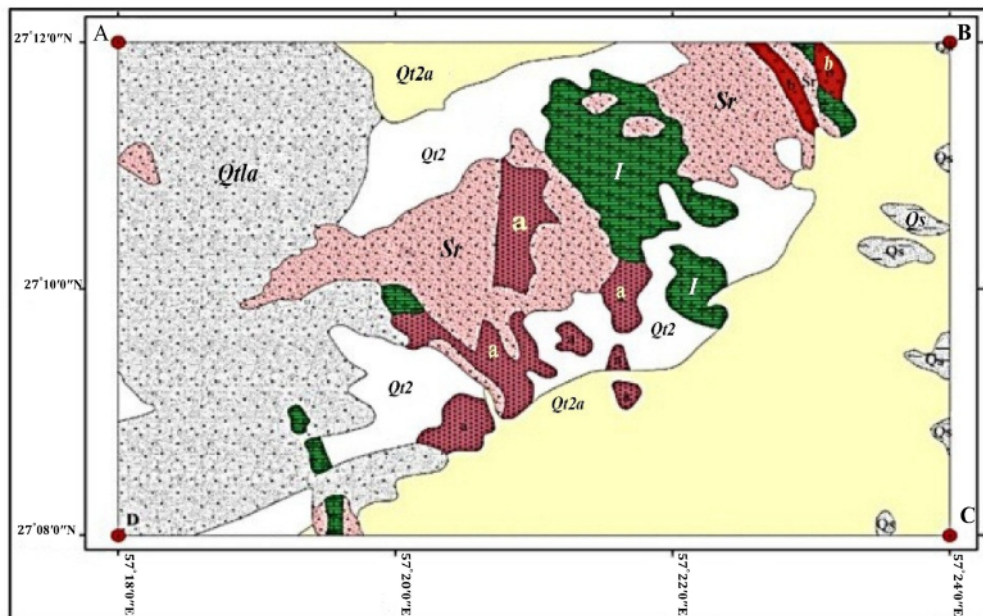 A
B
27°12'0"N
Qt2a
b
b
Sr
Sr
Qs
Qt2
Qtla
I
Qs
a
Qs
Sr
Qs
27°10'0"N
a
I
Qt2
a
a
a
Qs
Qt2
Qt2a
a
a
Qs
Qs
D
C
27°08'0"N
57°18'0"E
57°20'0"E
57°22'0"E
57°24'0"E